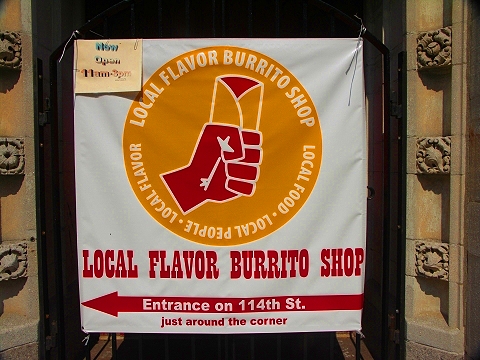 Now
Open
11am-3pm
LOCAL FLAVOR BURRITO SHOP
LOCAL FOOD · LOCAL PEOPLE · LOCAL FLAVOR
LOCAL FLAVOR BURRITO SHOP
Entrance on 114th St.
just around the corner